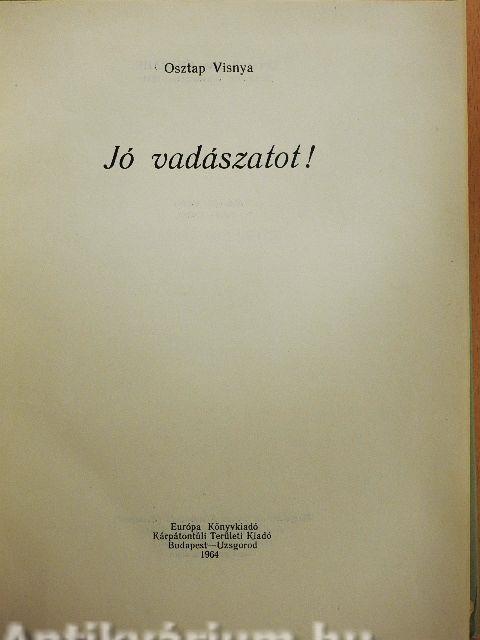 Osztap Visnya
Jó vadászatot!
Európa Könyvkiadó
Kárpátontúli Területi Kiadó
Budapest—Uzsgorod
1964
Antikvárium.hu